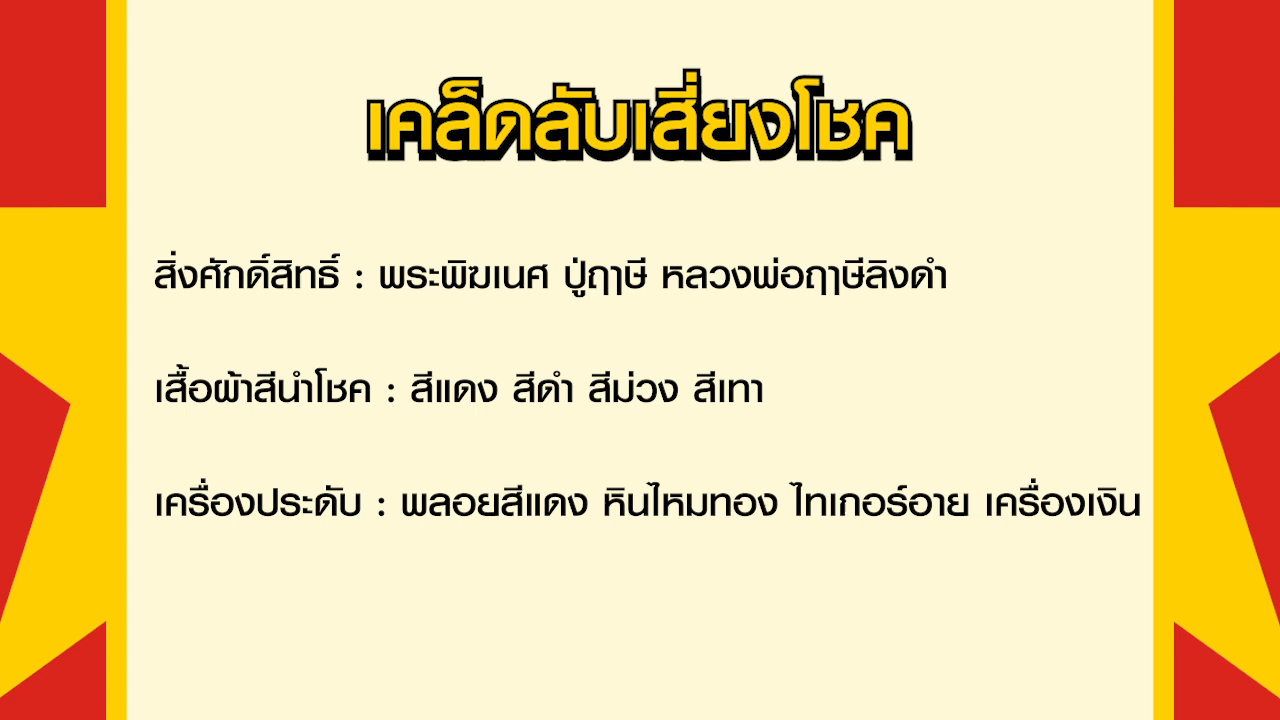 เคล็ดลับเสี่ยงโชค
สิ่งศักดิ์สิทธิ์ : พระพิฆเนศ ปู่ฤๅษี หลวงพ่อฤๅษีลิงดำ
เสื้อผ้าสีนำโชค : สีแดง สีดำ สีม่วง สีเทา
เครื่องประดับ : พลอยสีแดง หินไหมทอง ไทเกอร์อาย เครื่องเงิน